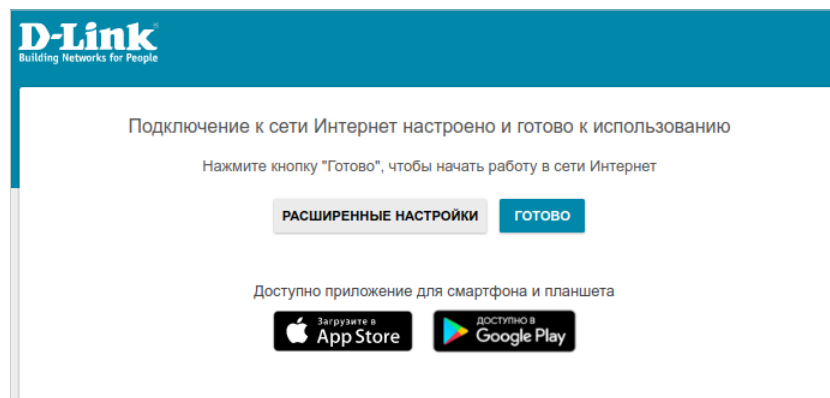 D-Link
Building Networks for People
Подключение к сети Интернет настроено и готово к использованию
Нажмите кнопку "Готово", чтобы начать работу в сети Интернет
РАСШИРЕННЫЕ НАСТРОЙКИ ГОТОВО
Доступно приложение для смартфона и планшета
Загрузите в
App Store
ДОСТУПНО В
Google Play